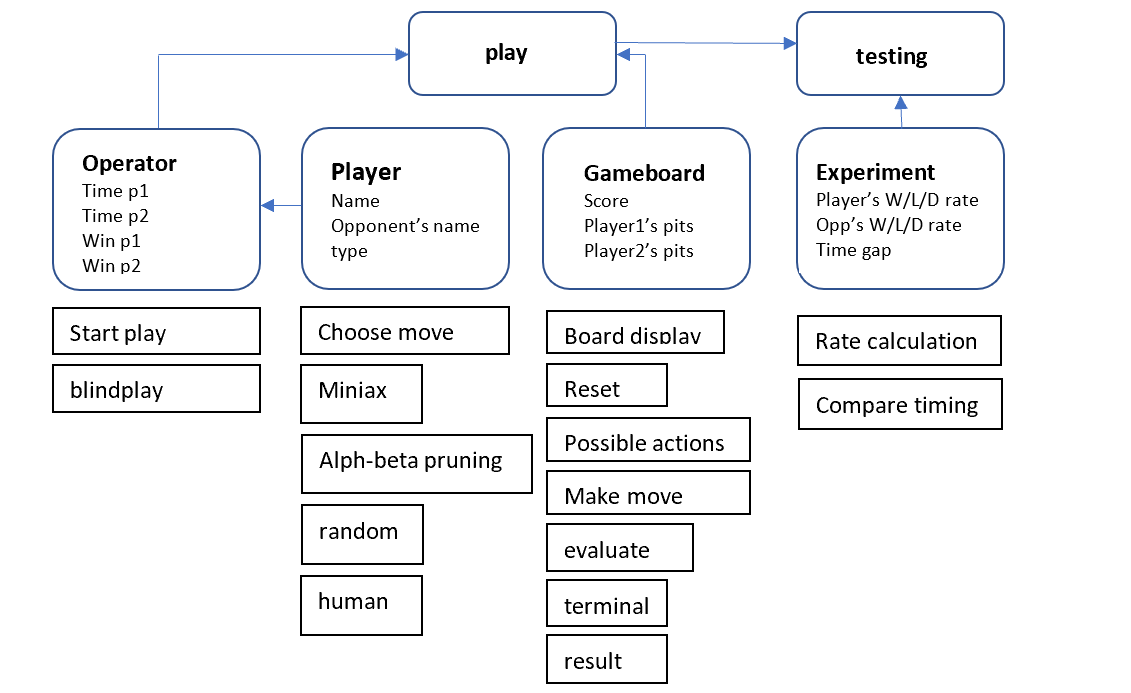 play
testing
Operator
Time p1
Time p2
Win p1
Win p2
Player
Name
Opponent's name
type
Gameboard
Score
Player1's pits
Player2's pits
Experiment
Player's W/L/D rate
Opp's W/L/D rate
Time gap
Start play
blindplay
Choose move
Miniax
Alph-beta pruning
random
human
Board display
Reset
Possible actions
Make move
evaluate
terminal
result
Rate calculation
Compare timing